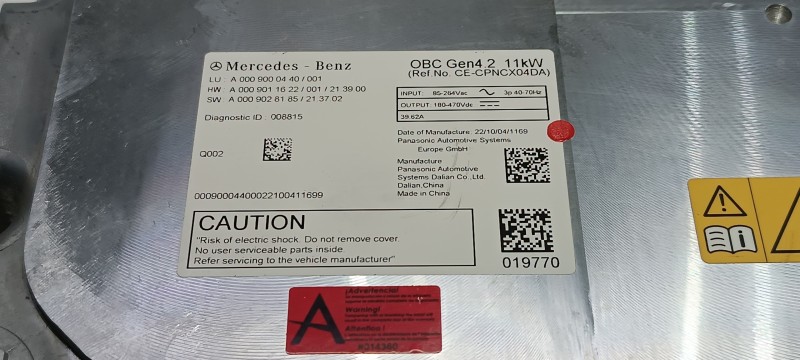 Mercedes - Benz
LU : A 000 900 04 40 / 001
HW : A 000 901 16 22 / 001 / 21 39 00
SW : A 000 902 81 85 / 21 37 02
Diagnostic ID : 008815
Q002
00090004400022100411699
OBC Gen4.2 11kW
(Ref.No. CE-CPNCX04DA)
INPUT: 85-264Vac 3p 40-70Hz
OUTPUT: 180-470Vdc
39.62A
Date of Manufacture: 22/10/04/1169
Panasonic Automotive Systems
Europe GmbH
Manufacture
Panasonic Automotive
Systems Dalian Co.,Ltd.
Dalian,China
Made in China
CAUTION
"Risk of electric shock. Do not remove cover.
No user serviceable parts inside.
Refer servicing to the vehicle manufacturer"
019770
A
¡Advertencia!
Warning!
Attention !